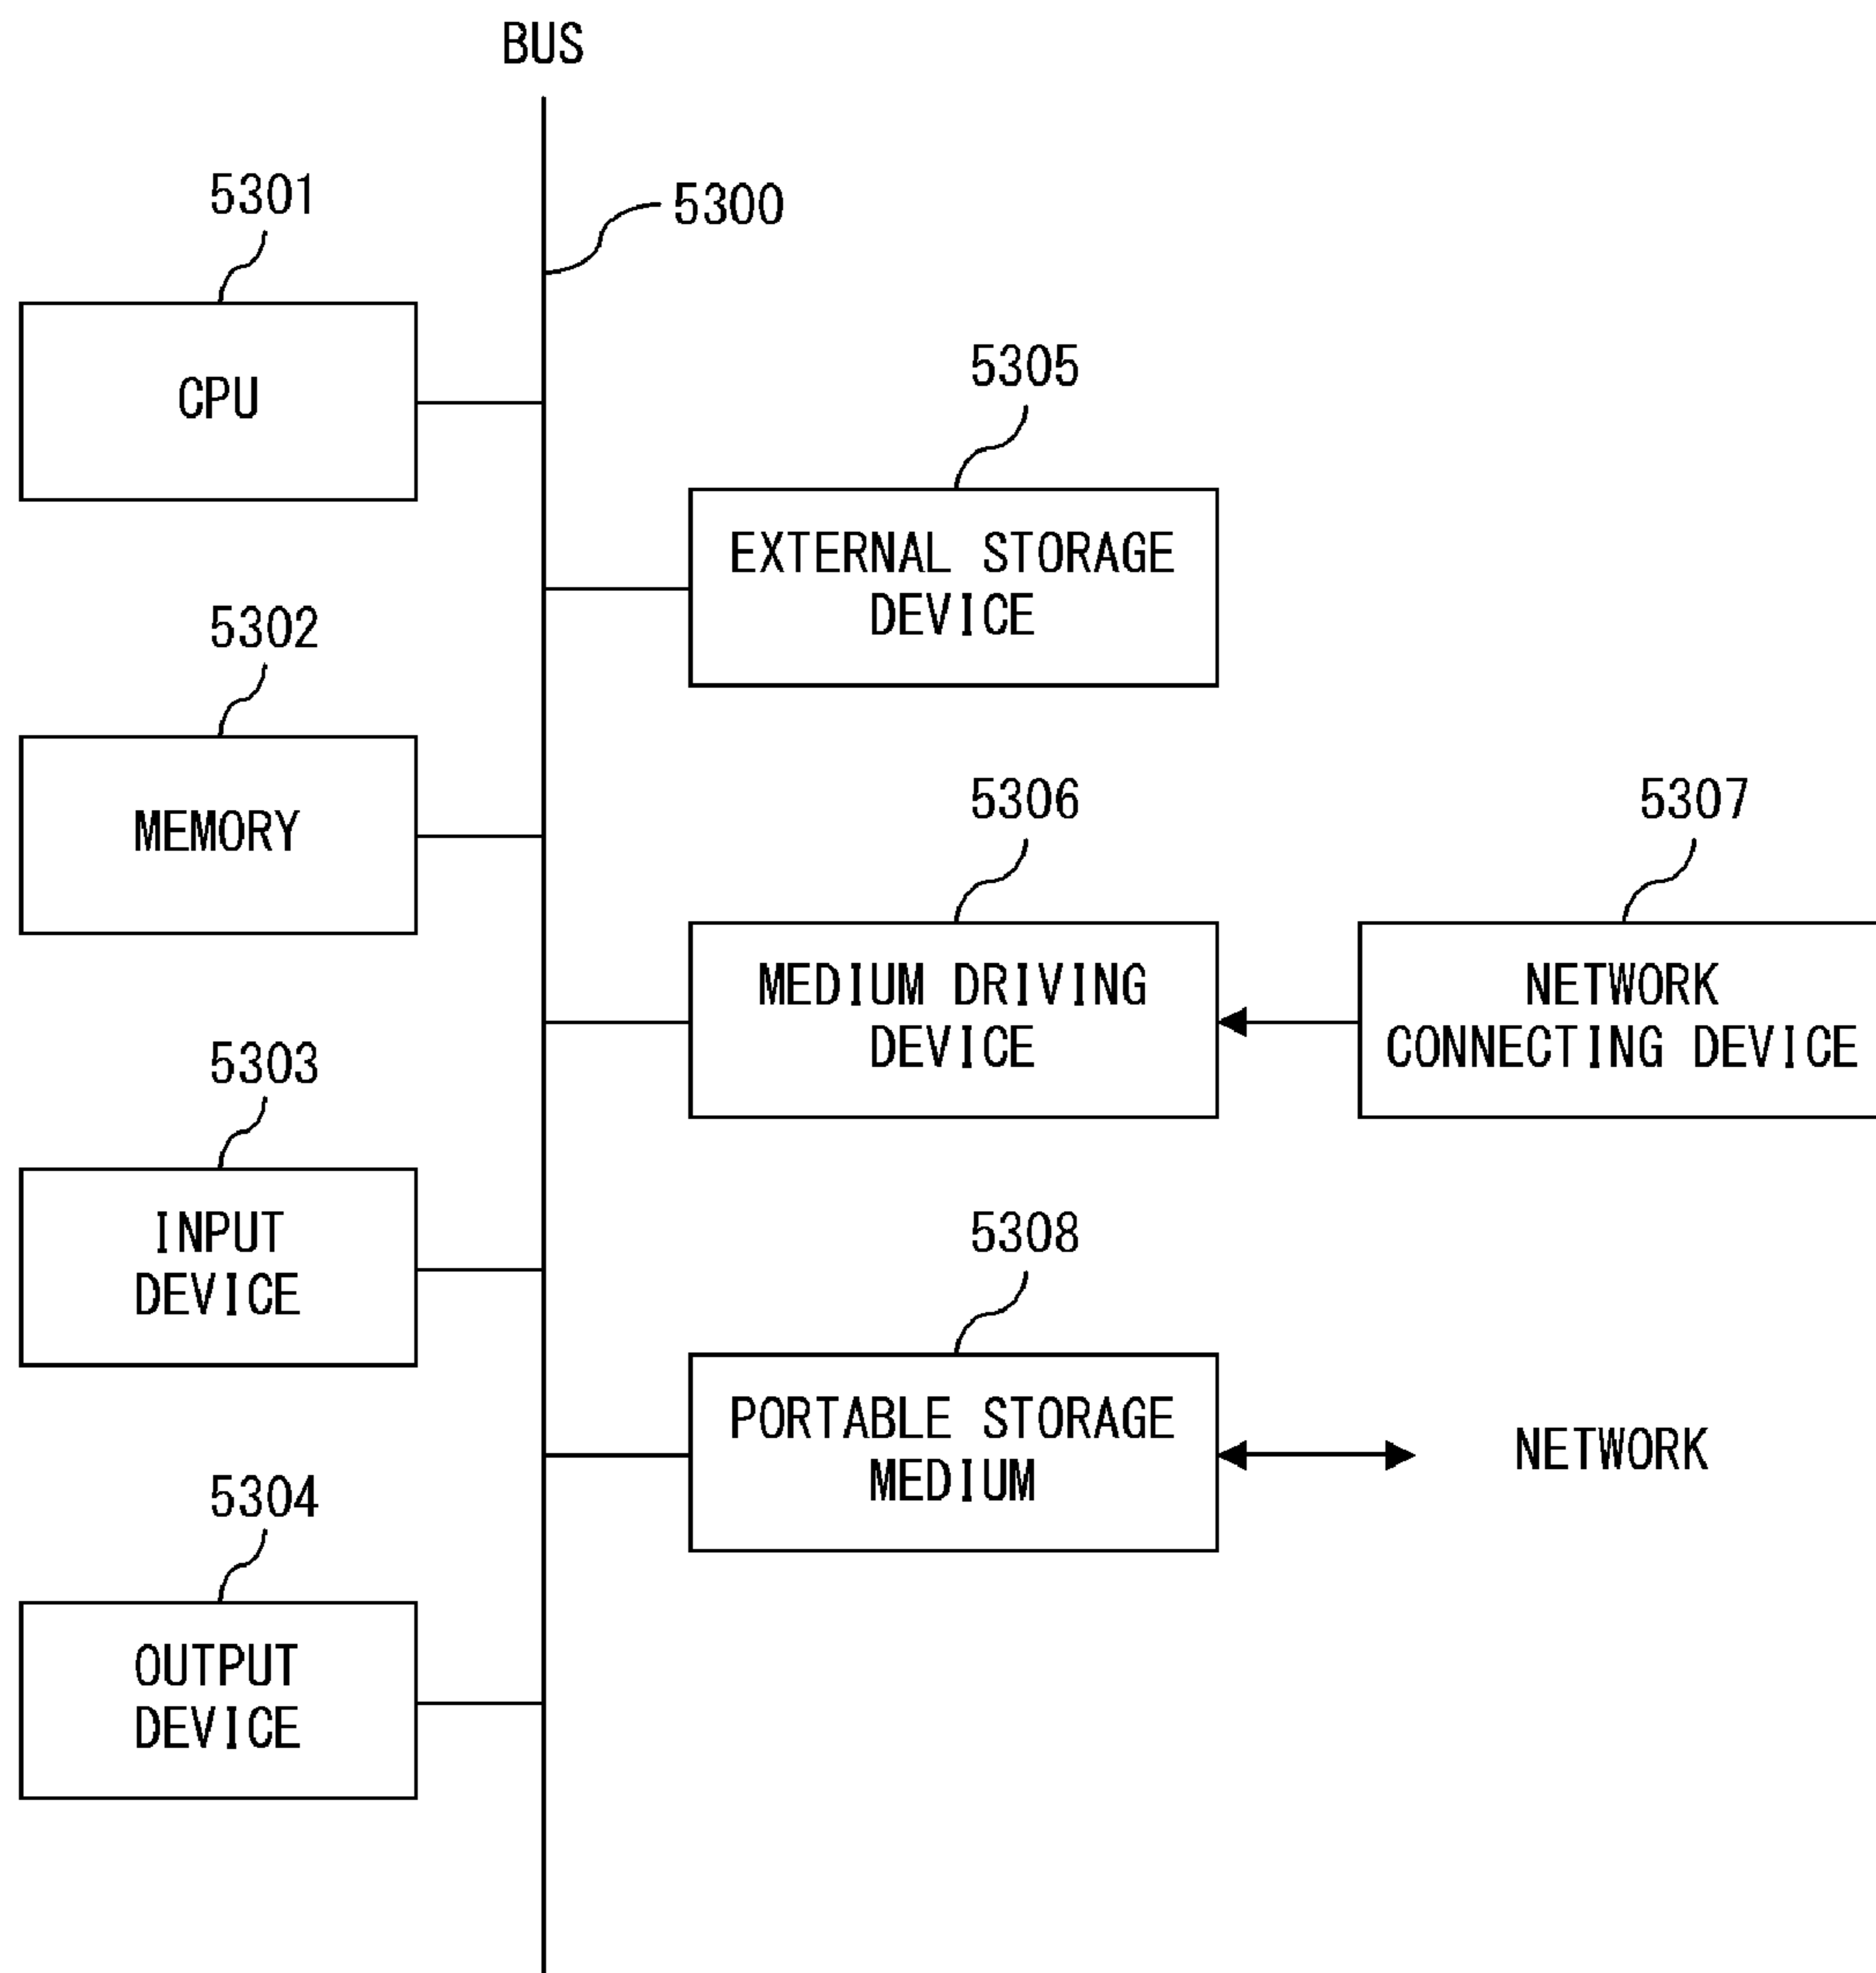 BUS
5301
5300
CPU
5305
EXTERNAL STORAGE
DEVICE
5302
MEMORY
5306
5307
MEDIUM DRIVING
DEVICE
NETWORK
CONNECTING DEVICE
5303
INPUT
DEVICE
5308
PORTABLE STORAGE
MEDIUM
NETWORK
5304
OUTPUT
DEVICE